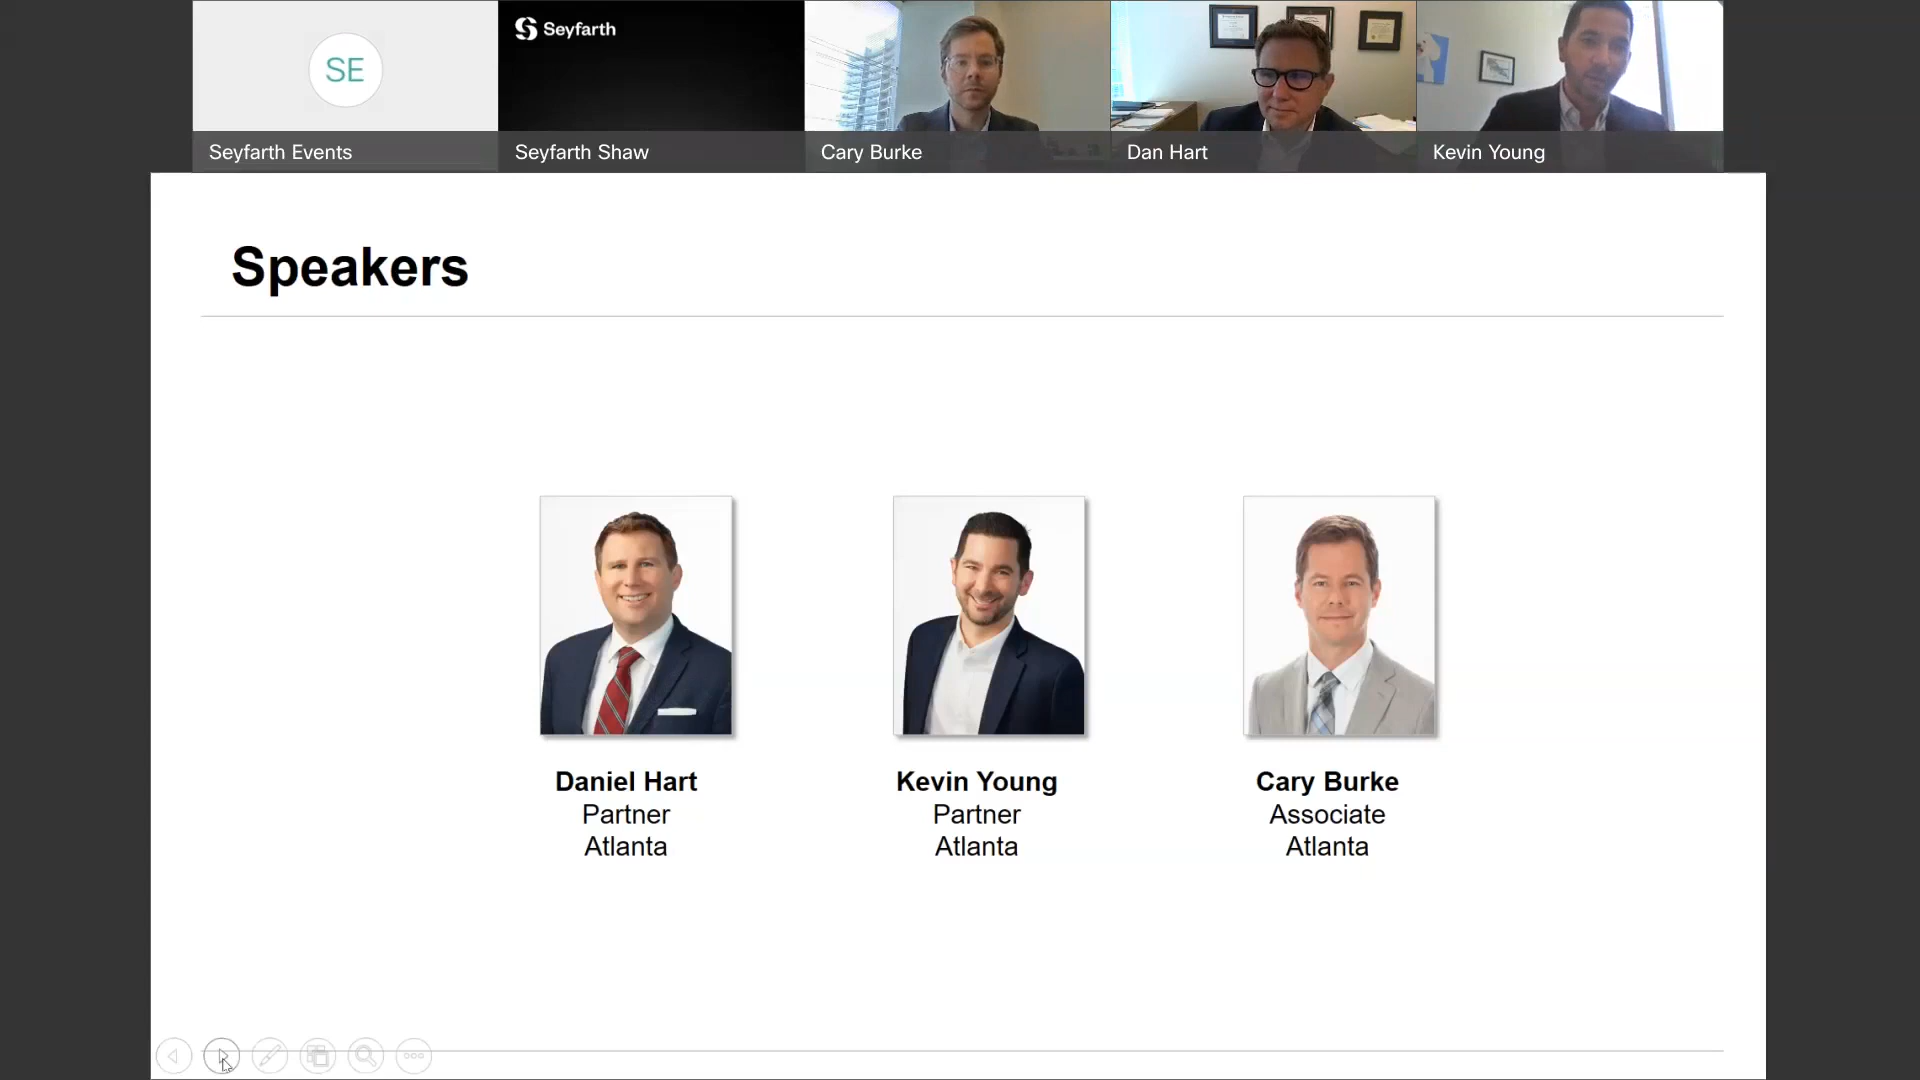 SE
Seyfarth
Seyfarth Events
Seyfarth Shaw
Cary Burke
Dan Hart
Kevin Young
Speakers
Daniel Hart
Partner
Atlanta
Kevin Young
Partner
Atlanta
Cary Burke
Associate
Atlanta